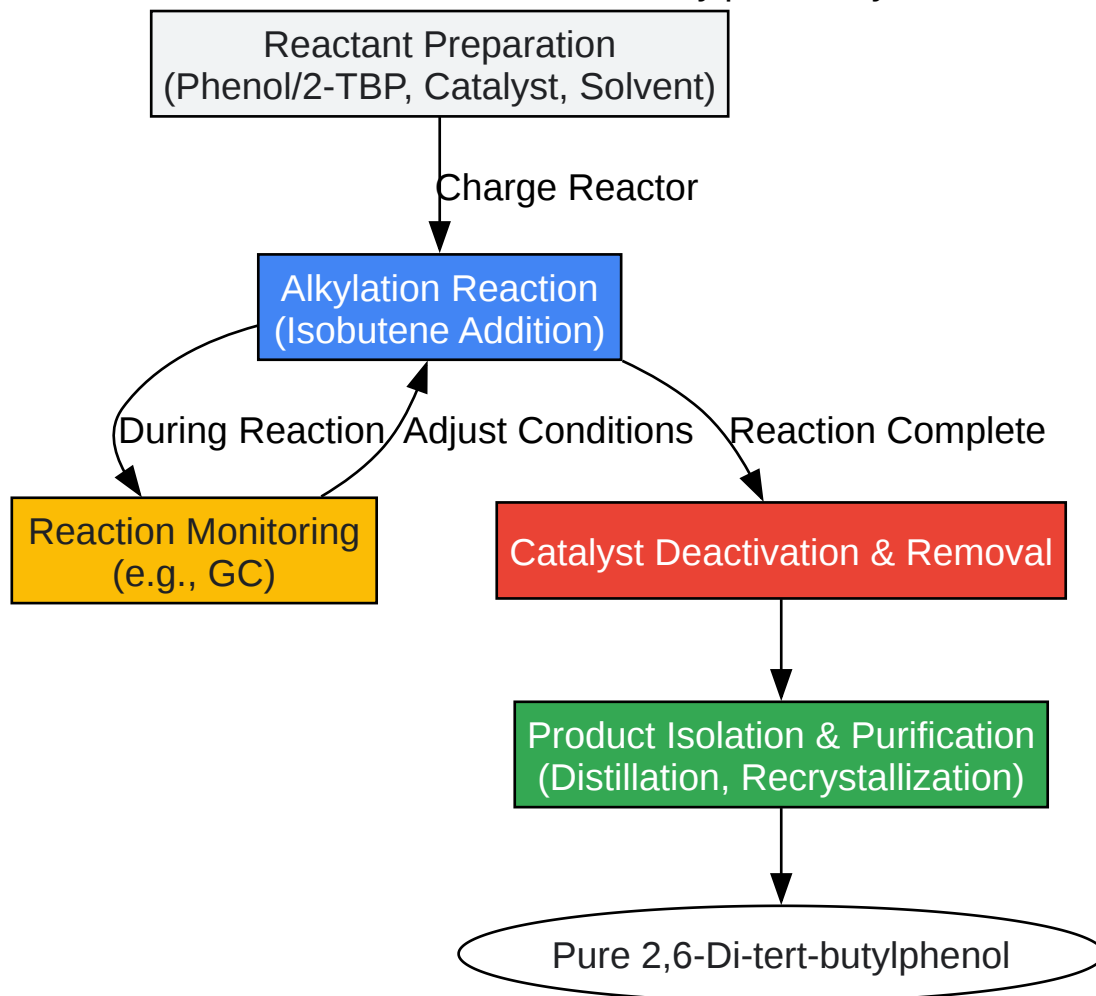 Reactant Preparation
(Phenol/2-TBP, Catalyst, Solvent)
Charge Reactor
Alkylation Reaction
(Isobutene Addition)
During Reaction
Adjust Conditions
Reaction Complete
Reaction Monitoring
(e.g., GC)
Catalyst Deactivation & Removal
Product Isolation & Purification
(Distillation, Recrystallization)
Pure 2,6-Di-tert-butylphenol